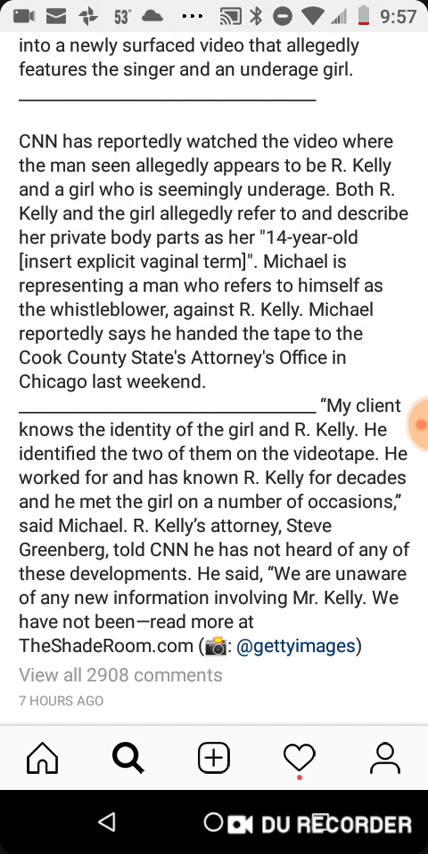 53° ... 9:57
into a newly surfaced video that allegedly
features the singer and an underage girl.
CNN has reportedly watched the video where
the man seen allegedly appears to be R. Kelly
and a girl who is seemingly underage. Both R.
Kelly and the girl allegedly refer to and describe
her private body parts as her "14-year-old
[insert explicit vaginal term]". Michael is
representing a man who refers to himself as
the whistleblower, against R. Kelly. Michael
reportedly says he handed the tape to the
Cook County State's Attorney's Office in
Chicago last weekend.
“My client
knows the identity of the girl and R. Kelly. He
identified the two of them on the videotape. He
worked for and has known R. Kelly for decades
and he met the girl on a number of occasions,”
said Michael. R. Kelly’s attorney, Steve
Greenberg, told CNN he has not heard of any of
these developments. He said, “We are unaware
of any new information involving Mr. Kelly. We
have not been—read more at
TheShadeRoom.com (📸: @gettyimages)
View all 2908 comments
7 HOURS AGO
DU RECORDER